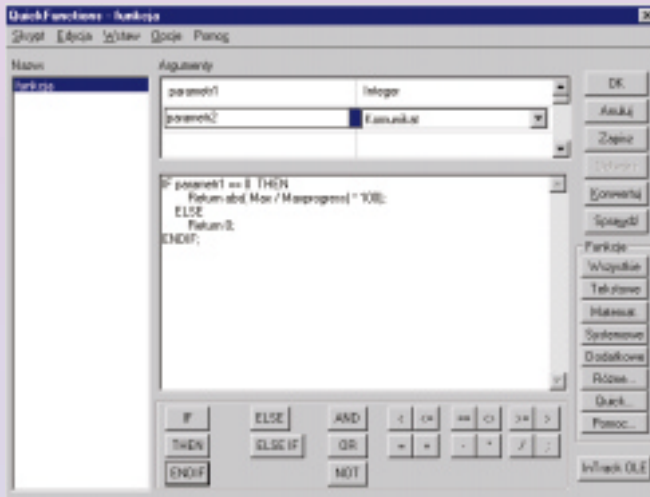 QuickFunctions - funkcja
Skrypt Edycja Wstaw Opcje Pomoc
Nazwa
funkcja
Argumenty
parametr1 Integer
parametr2 Komunikat
IF parametr1 == 0 THEN
Return abs( Max / Maxprogress( * 100);
ELSE
Return 0;
ENDIF;
OK
Anuluj
Zapisz
Konwertuj
Sprawdź
Funkcje
Wszystkie
Tekstowe
Matemat.
Systemowe
Dodatkowe
Różne...
Quick...
Pomoc...
InTrack OLE
IF ELSE AND < <= == <> >= >
THEN ELSE IF OR = + - * / ;
ENDIF NOT